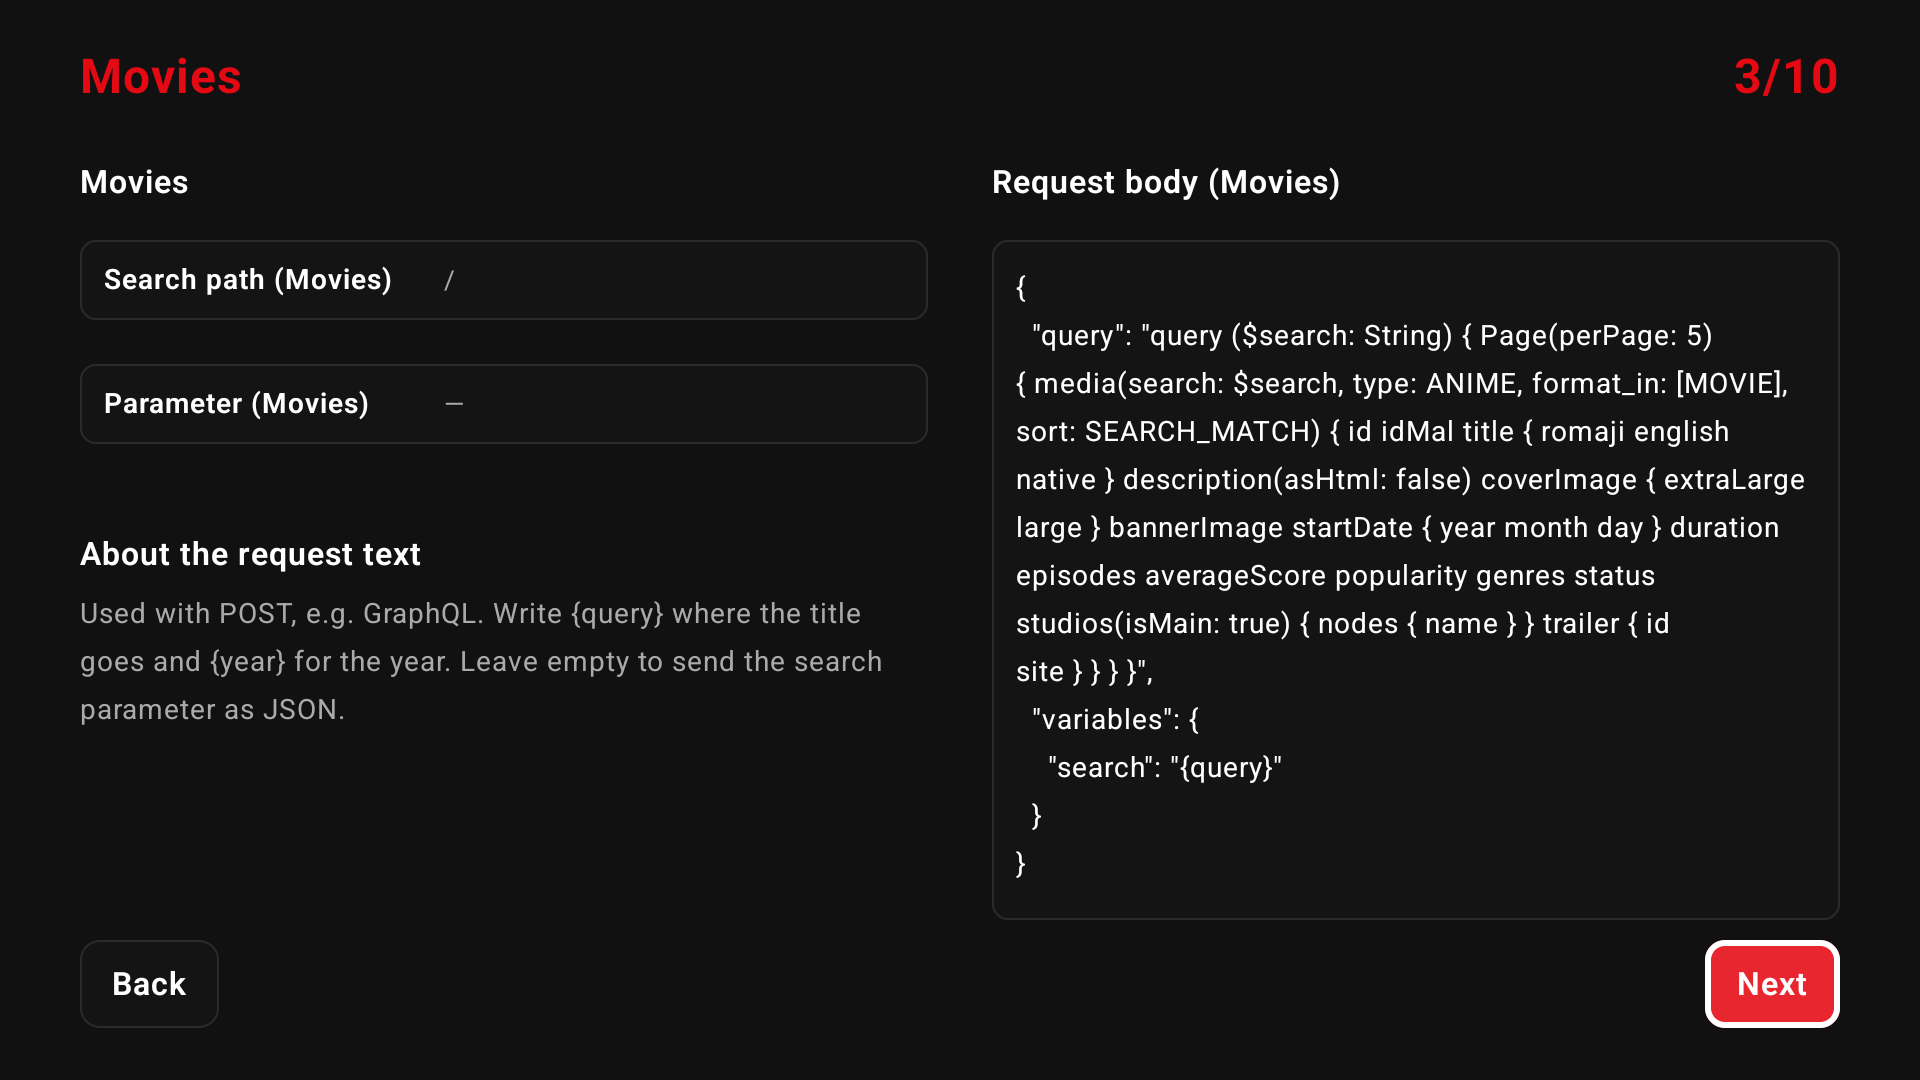 Movies
3/10
Movies
Search path (Movies) /
Parameter (Movies) —
About the request text
Used with POST, e.g. GraphQL. Write {query} where the title
goes and {year} for the year. Leave empty to send the search
parameter as JSON.
Request body (Movies)
{
  "query": "query ($search: String) { Page(perPage: 5)
{ media(search: $search, type: ANIME, format_in: [MOVIE],
sort: SEARCH_MATCH) { id idMal title { romaji english
native } description(asHtml: false) coverImage { extraLarge
large } bannerImage startDate { year month day } duration
episodes averageScore popularity genres status
studios(isMain: true) { nodes { name } } trailer { id
site } } } }",
  "variables": {
    "search": "{query}"
  }
}
Back
Next